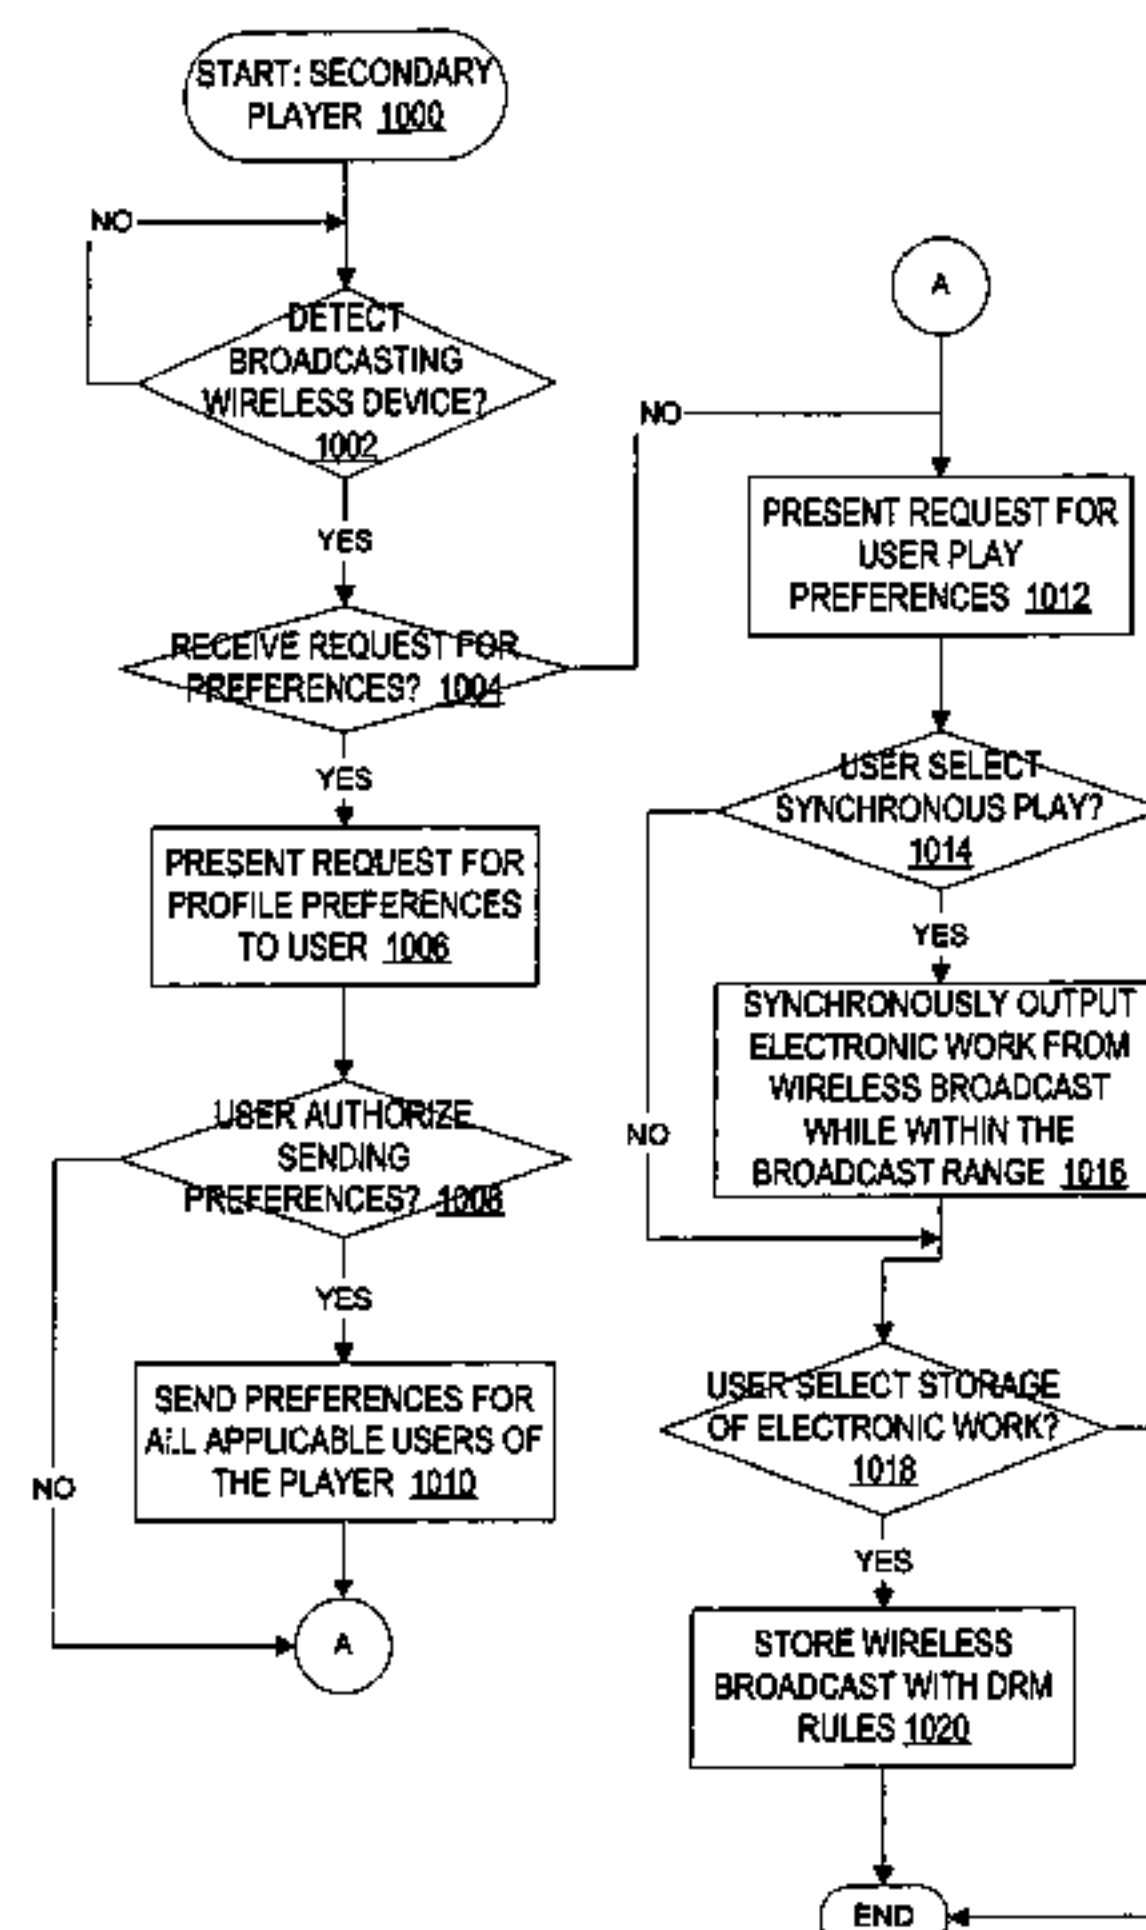 START: SECONDARY
PLAYER 1000
NO
DETECT
BROADCASTING
WIRELESS DEVICE?
1002
YES
RECEIVE REQUEST FOR
PREFERENCES? 1004
YES
PRESENT REQUEST FOR
PROFILE PREFERENCES
TO USER 1006
USER AUTHORIZE
SENDING
PREFERENCES? 1008
YES
SEND PREFERENCES FOR
ALL APPLICABLE USERS OF
THE PLAYER 1010
NO
A
A
NO
PRESENT REQUEST FOR
USER PLAY
PREFERENCES 1012
USER SELECT
SYNCHRONOUS PLAY?
1014
YES
SYNCHRONOUSLY OUTPUT
ELECTRONIC WORK FROM
WIRELESS BROADCAST
WHILE WITHIN THE
BROADCAST RANGE 1016
NO
USER SELECT STORAGE
OF ELECTRONIC WORK?
1018
YES
STORE WIRELESS
BROADCAST WITH DRM
RULES 1020
END